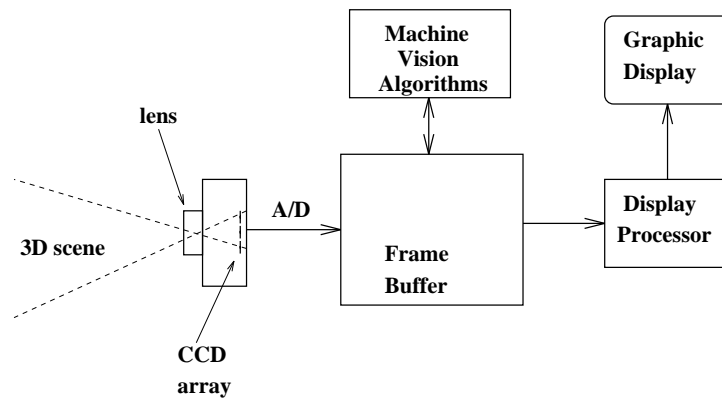 Machine
Vision
Algorithms
Graphic
Display
lens
A/D
3D scene
Frame
Buffer
Display
Processor
CCD
array